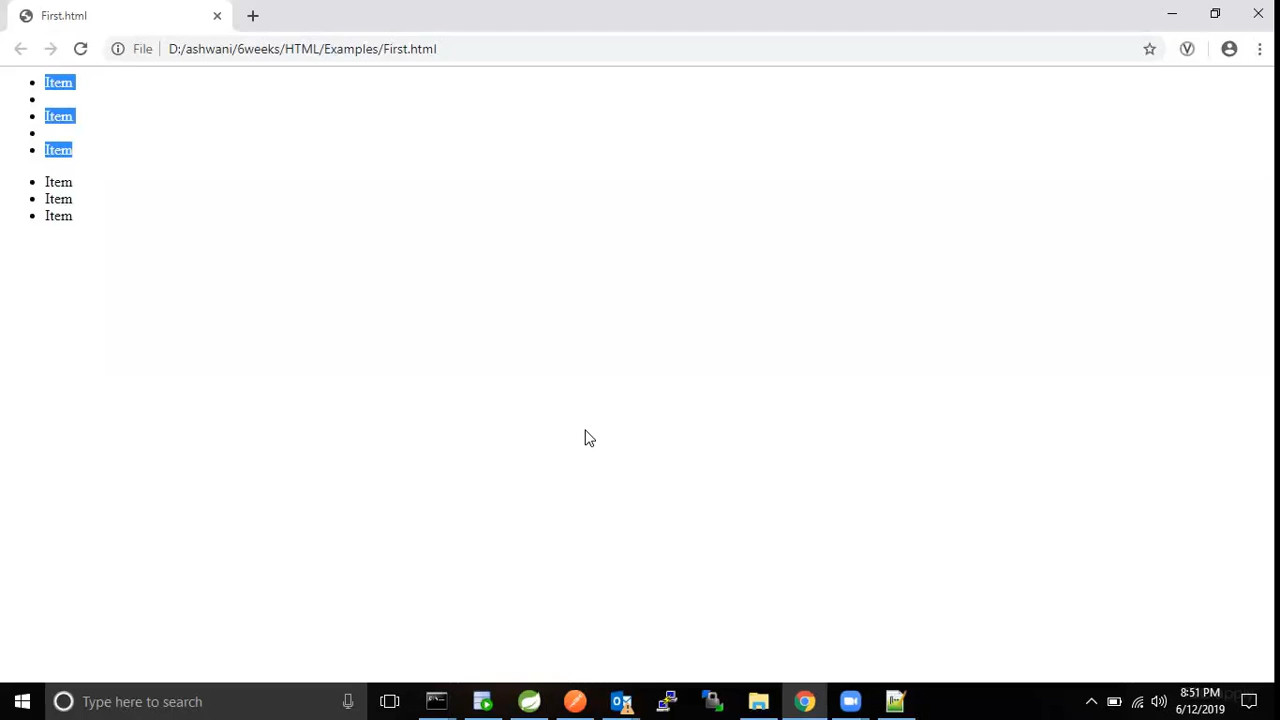 First.html
File
D:/ashwani/6weeks/HTML/Examples/First.html
Item
Item
Item
Item
Item
Item
Type here to search
8:51 PM
6/12/2019